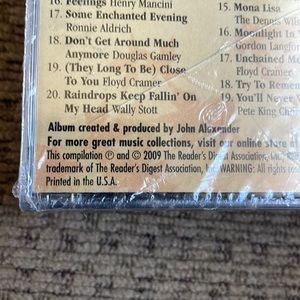 16. Feelings Henry Mancini
17. Some Enchanted Evening
Ronnie Aldrich
18. Don't Get Around Much
Anymore Douglas Gamley
19. (They Long To Be) Close
To You Floyd Cramer
20. Raindrops Keep Fallin' On
My Head Wally Stott
15. Mona Lisa
The Dennis Wil
16. Moonlight In
Gordon Langfor
17. Unchained Me
Floyd Cramer
18. Try To Remem
19. You'll Never
Pete King Ch
Album created & produced by John Alexander
For more great music collections, visit our online store
This compilation ℗ and © 2009 The Reader's Digest Association, Inc.
trademark of The Reader's Digest Association, Inc. WARNING: All rights
Printed in the U.S.A.